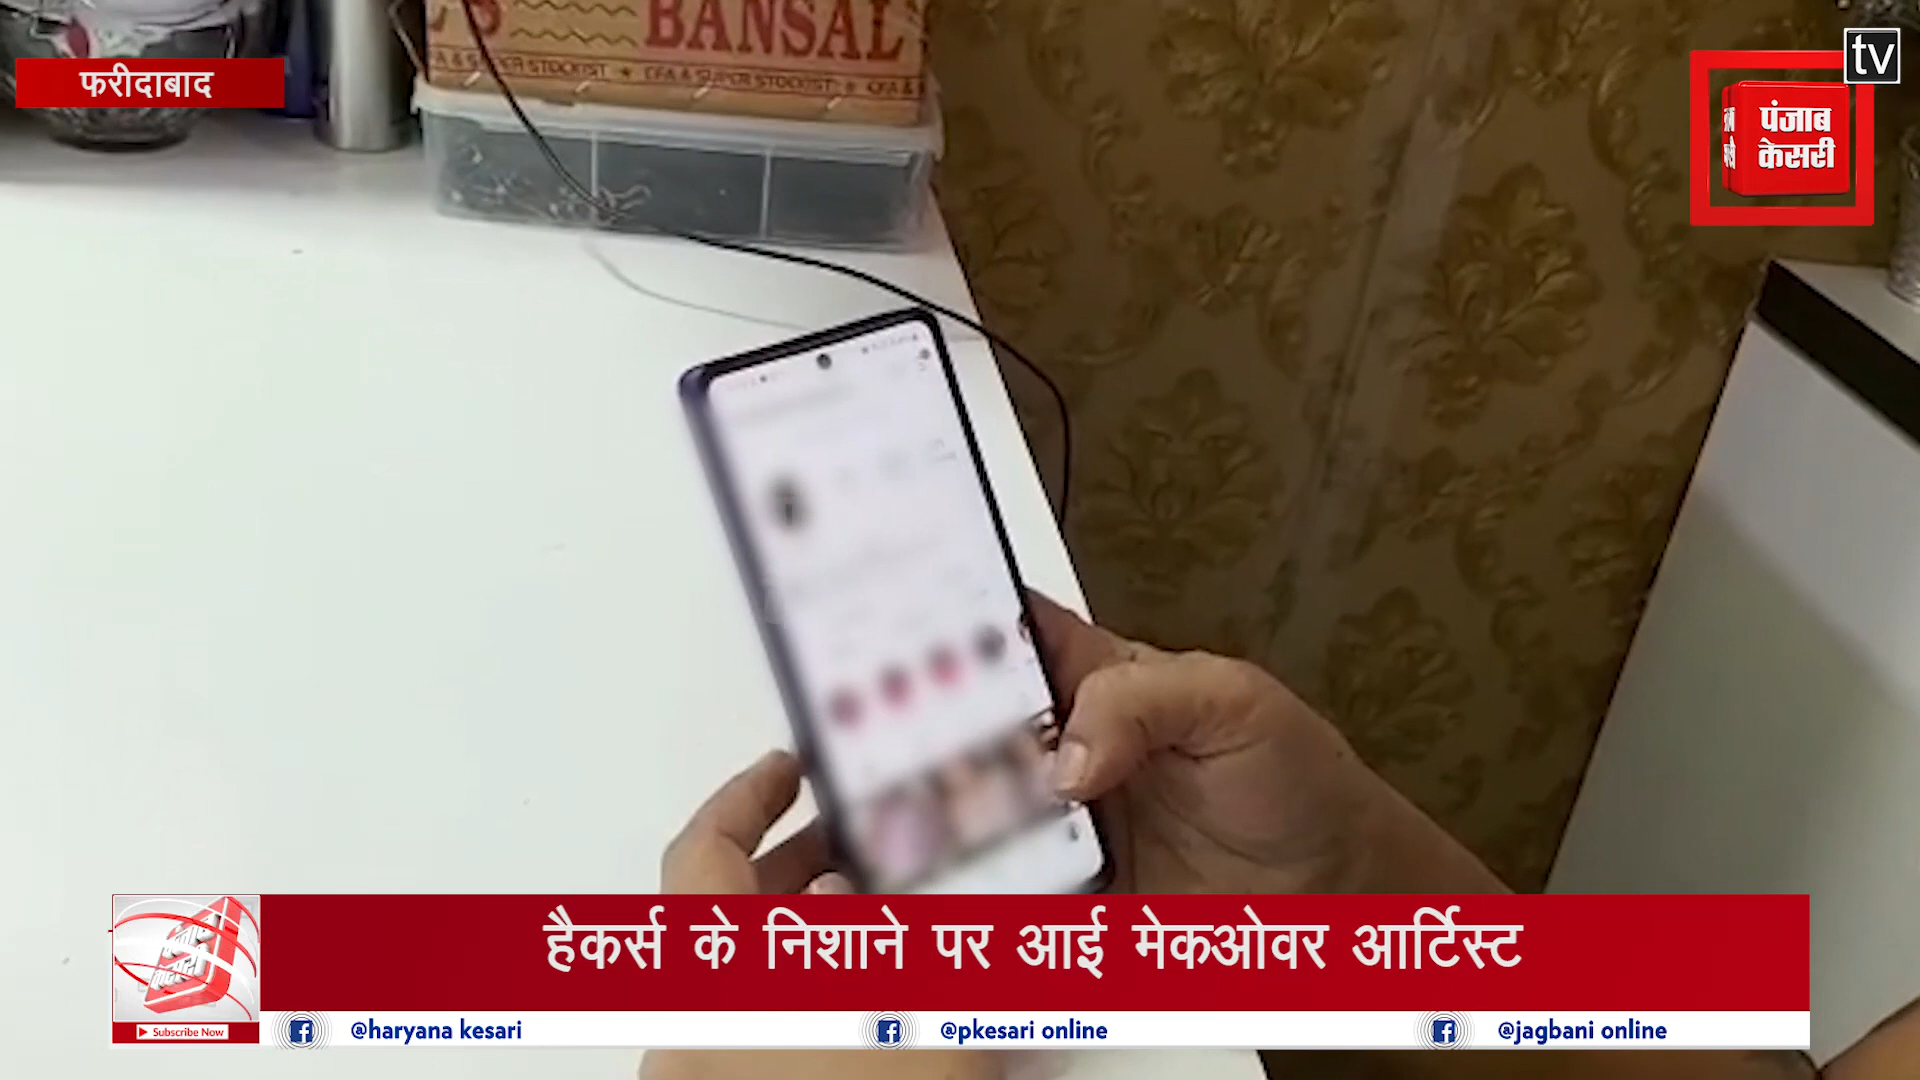 BANSAL
CFA & SUPER STOCKIST
फरीदाबाद
tv
पंजाब
केसरी
हैकर्स के निशाने पर आई मेकओवर आर्टिस्ट
Subscribe Now
@haryana kesari
@pkesari online
@jagbani online